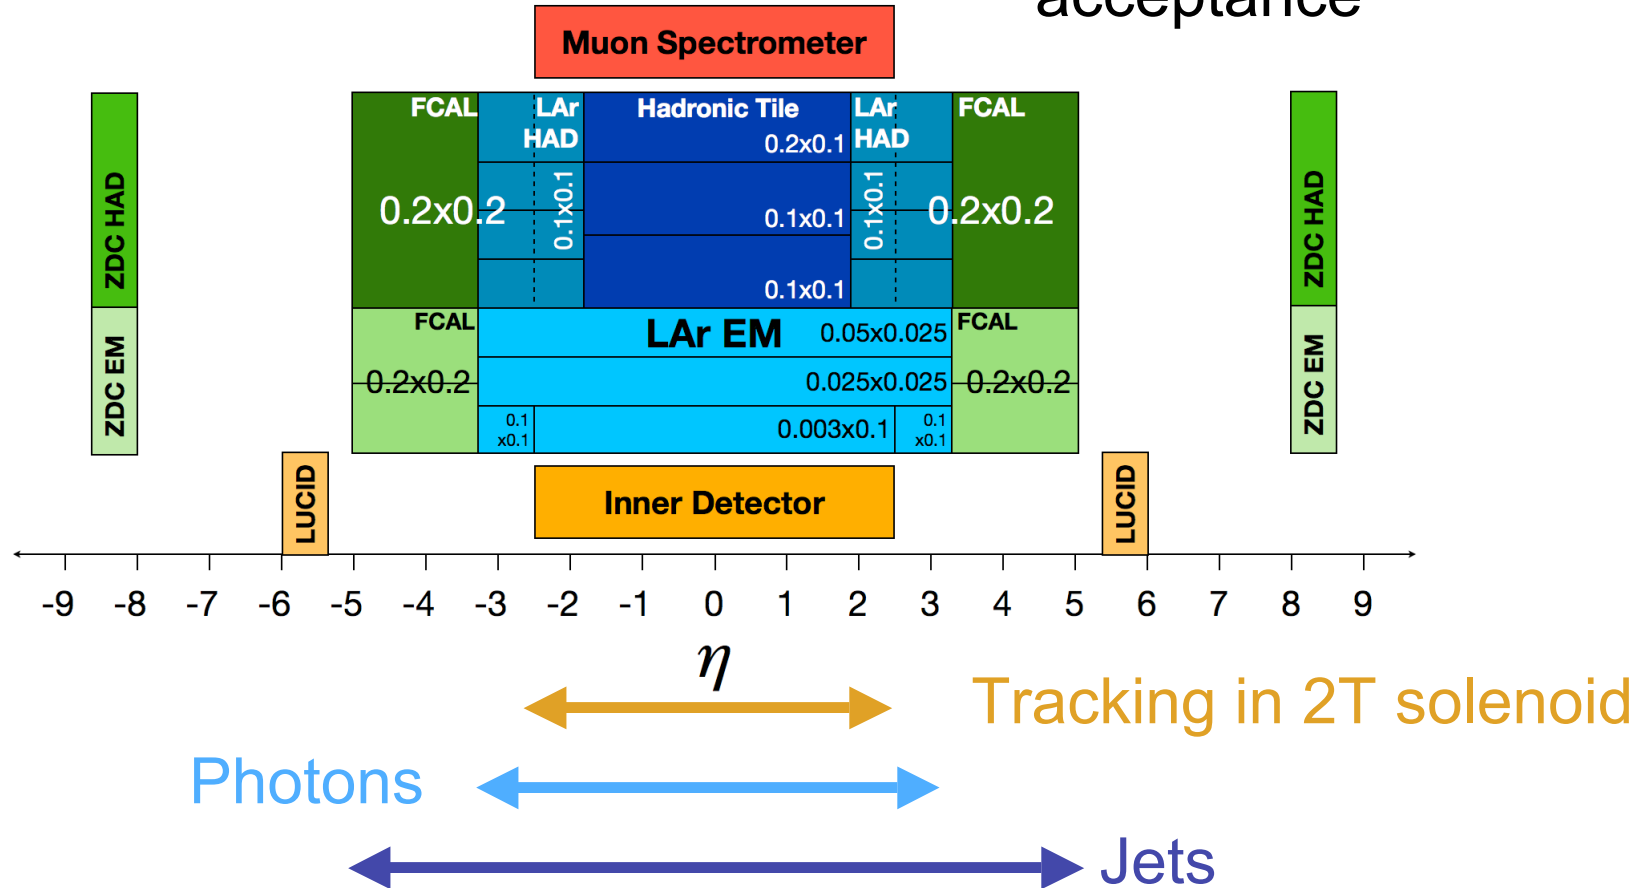 acceptance
Muon Spectrometer
FCAL
LAr
HAD
Hadronic Tile
0.2x0.1
LAr
HAD
FCAL
0.2x0.2
0.1x0.1
0.1x0.1
0.1x0.1
0.1x0.1
0.2x0.2
ZDC HAD
ZDC HAD
FCAL
LAr EM
0.05x0.025
FCAL
0.2x0.2
0.025x0.025
0.2x0.2
0.1
x0.1
0.003x0.1
0.1
x0.1
ZDC EM
ZDC EM
LUCID
Inner Detector
LUCID
-9 -8 -7 -6 -5 -4 -3 -2 -1 0 1 2 3 4 5 6 7 8 9
η
Tracking in 2T solenoid
Photons
Jets